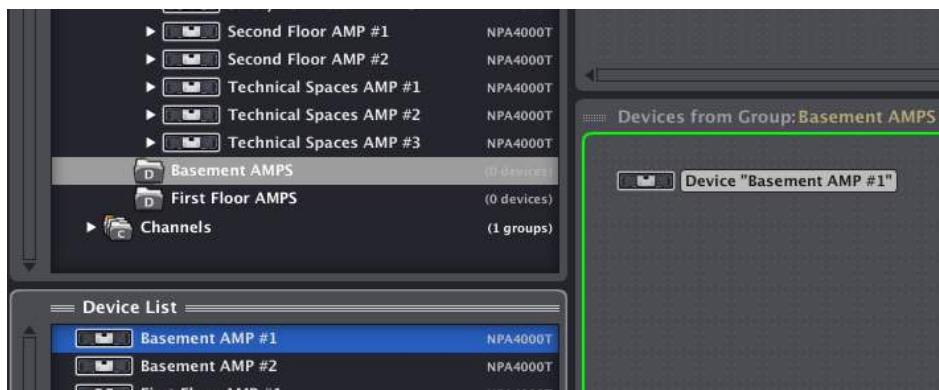 Second Floor AMP #1 NPA4000T
Second Floor AMP #2 NPA4000T
Technical Spaces AMP #1 NPA4000T
Technical Spaces AMP #2 NPA4000T
Technical Spaces AMP #3 NPA4000T
D Basement AMPS (0 devices)
D First Floor AMPS (0 devices)
C Channels (1 groups)
Device List
Basement AMP #1 NPA4000T
Basement AMP #2 NPA4000T
Devices from Group: Basement AMPS
Device "Basement AMP #1"